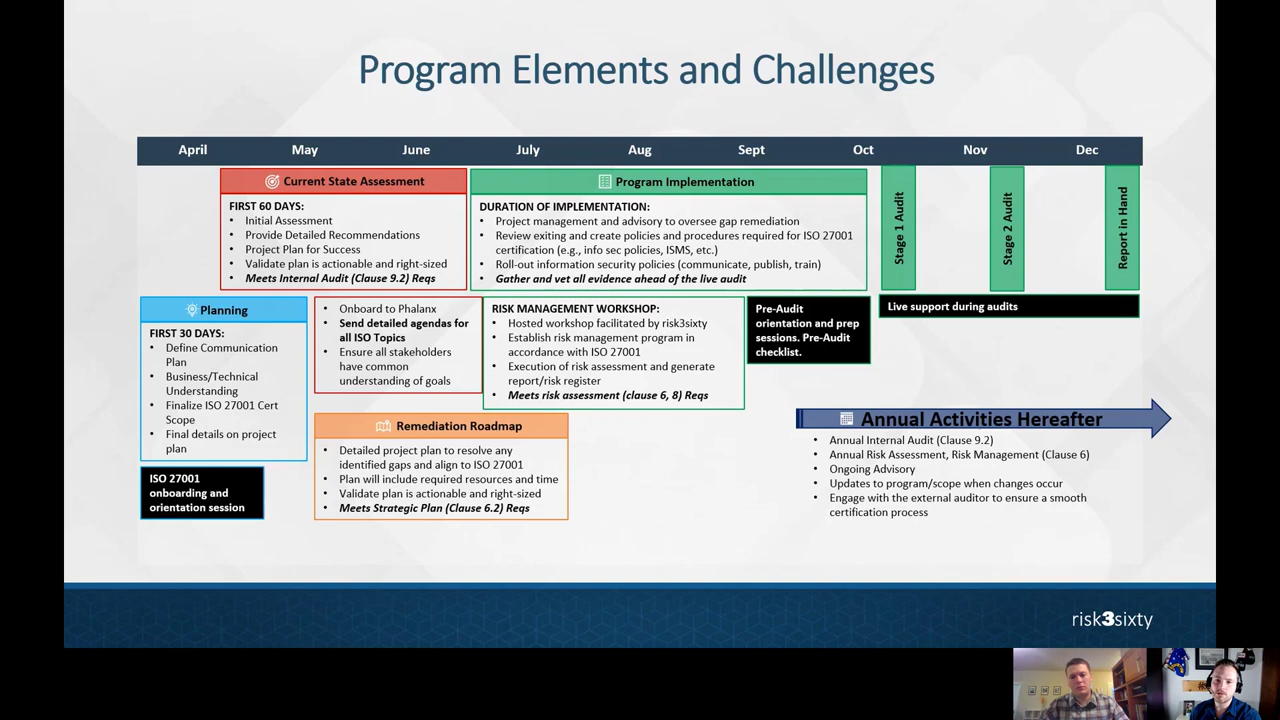 Program Elements and Challenges
April
May
June
July
Aug
Sept
Oct
Nov
Dec
Current State Assessment
FIRST 60 DAYS:
• Initial Assessment
• Provide Detailed Recommendations
• Project Plan for Success
• Validate plan is actionable and right-sized
• Meets Internal Audit (Clause 9.2) Reqs
Program Implementation
DURATION OF IMPLEMENTATION:
• Project management and advisory to oversee gap remediation
• Review exiting and create policies and procedures required for ISO 27001
certification (e.g., info sec policies, ISMS, etc.)
• Roll-out information security policies (communicate, publish, train)
• Gather and vet all evidence ahead of the live audit
Stage 1 Audit
Stage 2 Audit
Report in Hand
Planning
FIRST 30 DAYS:
• Define Communication
Plan
• Business/Technical
Understanding
• Finalize ISO 27001 Cert
Scope
• Final details on project
plan
• Onboard to Phalanx
• Send detailed agendas for
all ISO Topics
• Ensure all stakeholders
have common
understanding of goals
RISK MANAGEMENT WORKSHOP:
• Hosted workshop facilitated by risk3sixty
• Establish risk management program in
accordance with ISO 27001
• Execution of risk assessment and generate
report/risk register
• Meets risk assessment (clause 6, 8) Reqs
Pre-Audit
orientation and prep
sessions. Pre-Audit
checklist.
Live support during audits
Remediation Roadmap
• Detailed project plan to resolve any
identified gaps and align to ISO 27001
• Plan will include required resources and time
• Validate plan is actionable and right-sized
• Meets Strategic Plan (Clause 6.2) Reqs
ISO 27001
onboarding and
orientation session
Annual Activities Hereafter
• Annual Internal Audit (Clause 9.2)
• Annual Risk Assessment, Risk Management (Clause 6)
• Ongoing Advisory
• Updates to program/scope when changes occur
• Engage with the external auditor to ensure a smooth
certification process
risk3sixty